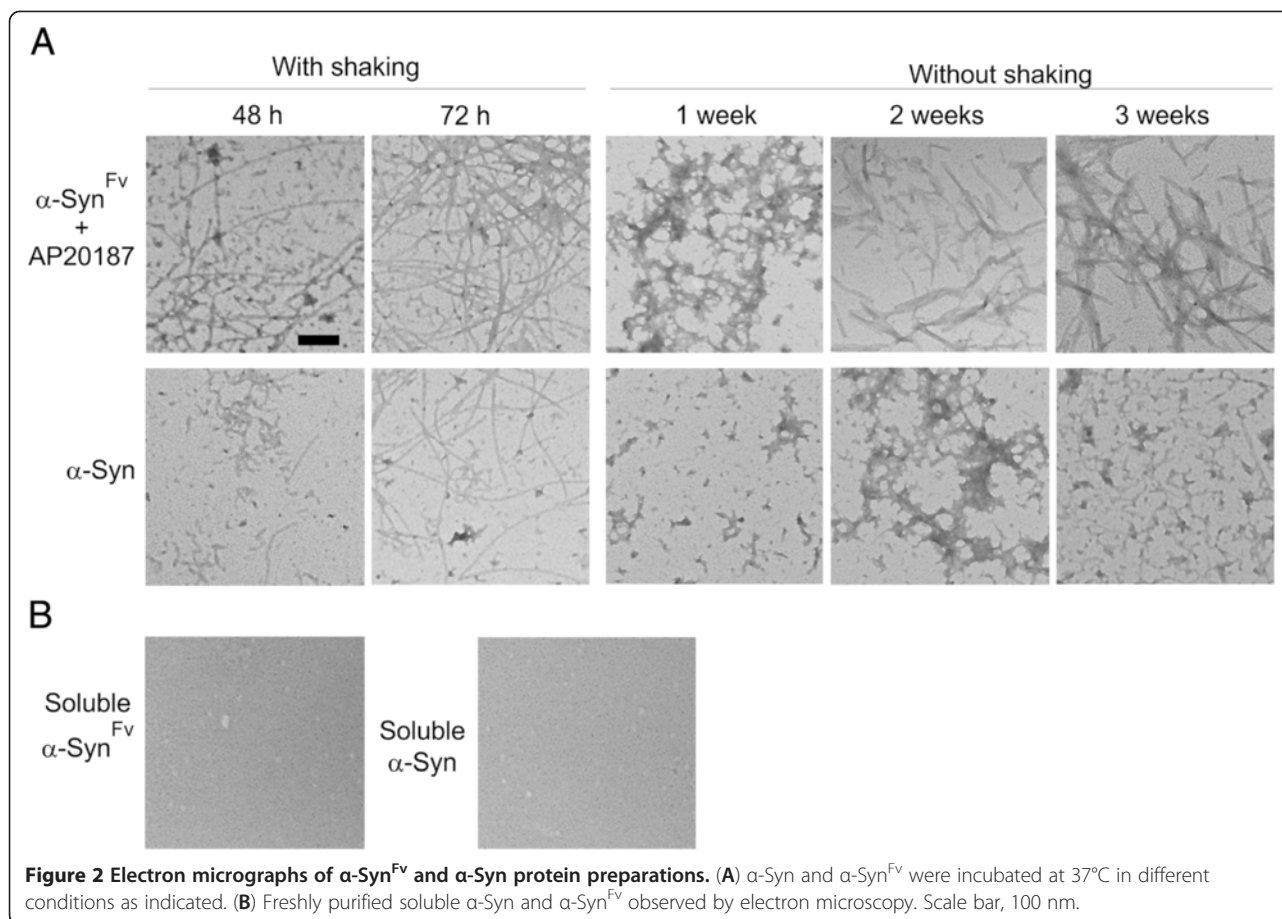 A
With shaking
Without shaking
48 h
72 h
1 week
2 weeks
3 weeks
α-Syn^Fv
+
AP20187
α-Syn
B
Soluble
α-Syn^Fv
Soluble
α-Syn
Figure 2 Electron micrographs of α-Syn^Fv and α-Syn protein preparations. (A) α-Syn and α-Syn^Fv were incubated at 37°C in different
conditions as indicated. (B) Freshly purified soluble α-Syn and α-Syn^Fv observed by electron microscopy. Scale bar, 100 nm.